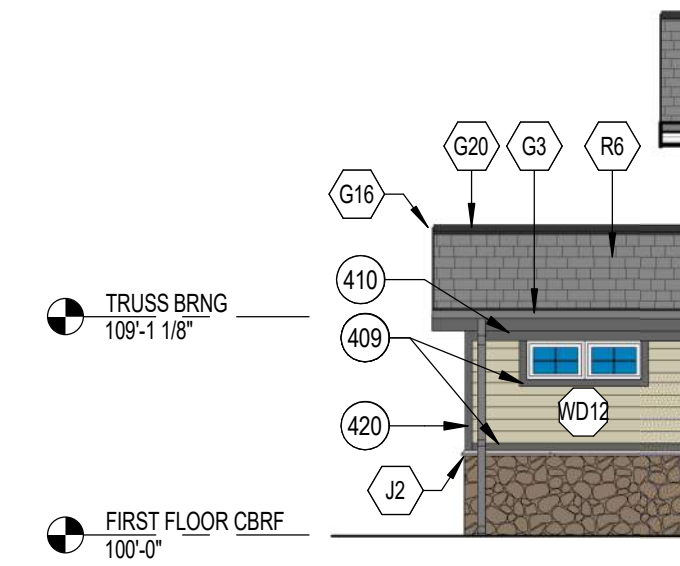 G20
G3
R6
G16
410
TRUSS BRNG
109'-1 1/8"
409
WD12
420
J2
FIRST FLOOR CBRF
100'-0"